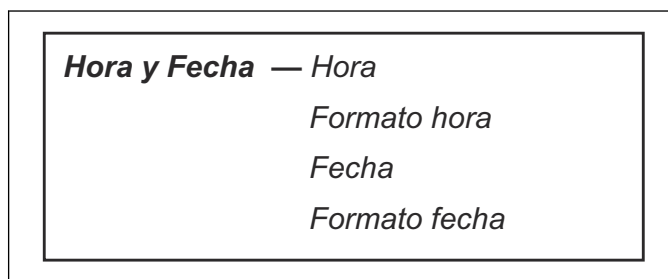 Hora y Fecha — Hora
Formato hora
Fecha
Formato fecha